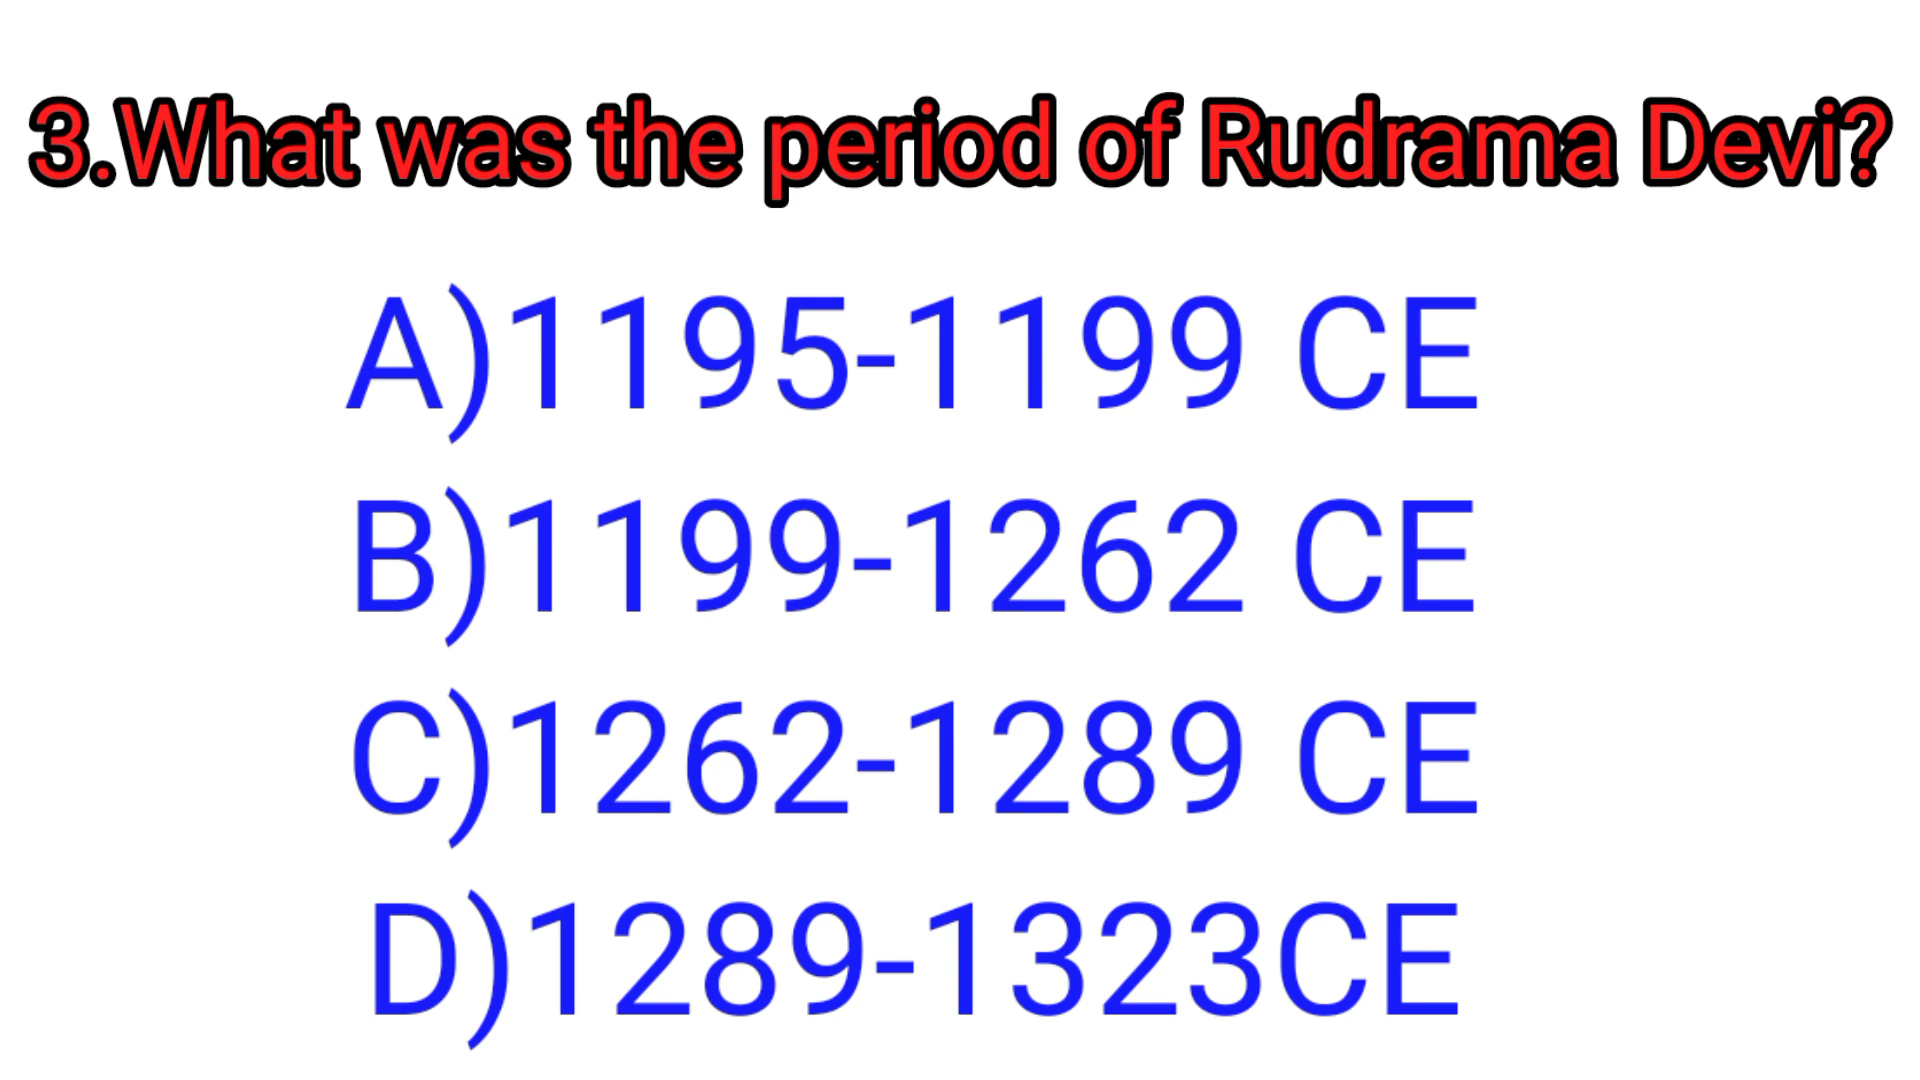 3.What was the period of Rudrama Devi?
A)1195-1199 CE
B)1199-1262 CE
C)1262-1289 CE
D)1289-1323CE